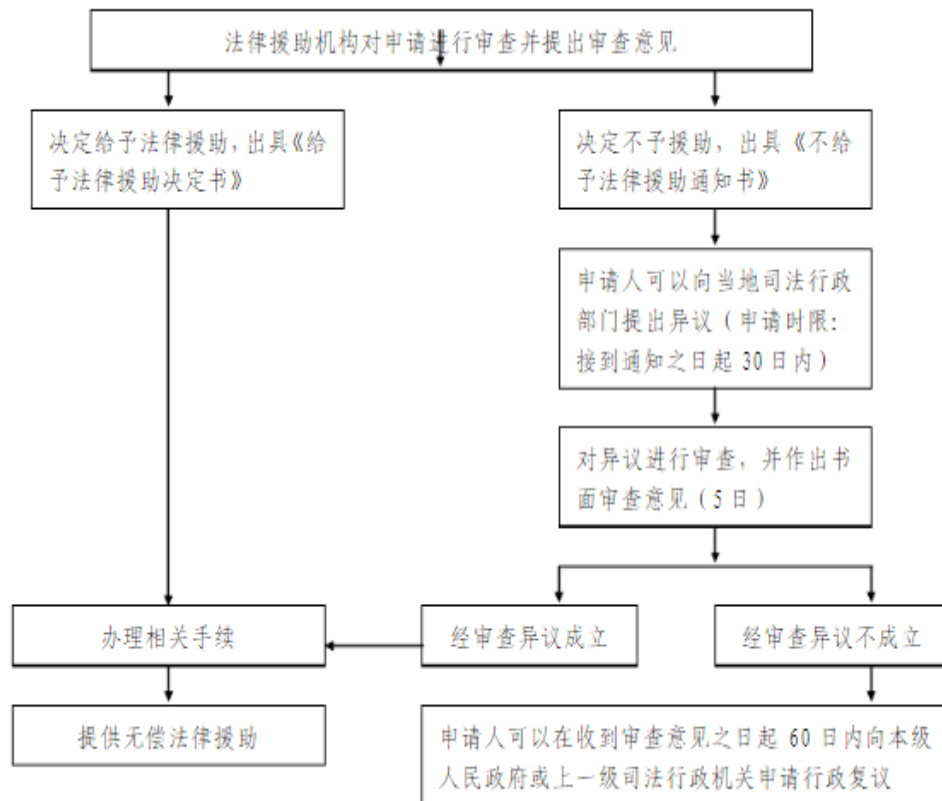 法律援助机构对申请进行审查并提出审查意见
决定给予法律援助，出具《给
予法律援助决定书》
决定不予援助，出具《不给
予法律援助通知书》
申请人可以向当地司法行政
部门提出异议（申请时限：
接到通知之日起 30 日内）
对异议进行审查，并作出书
面审查意见（5 日）
办理相关手续
经审查异议成立
经审查异议不成立
提供无偿法律援助
申请人可以在收到审查意见之日起 60 日内向本级
人民政府或上一级司法行政机关申请行政复议